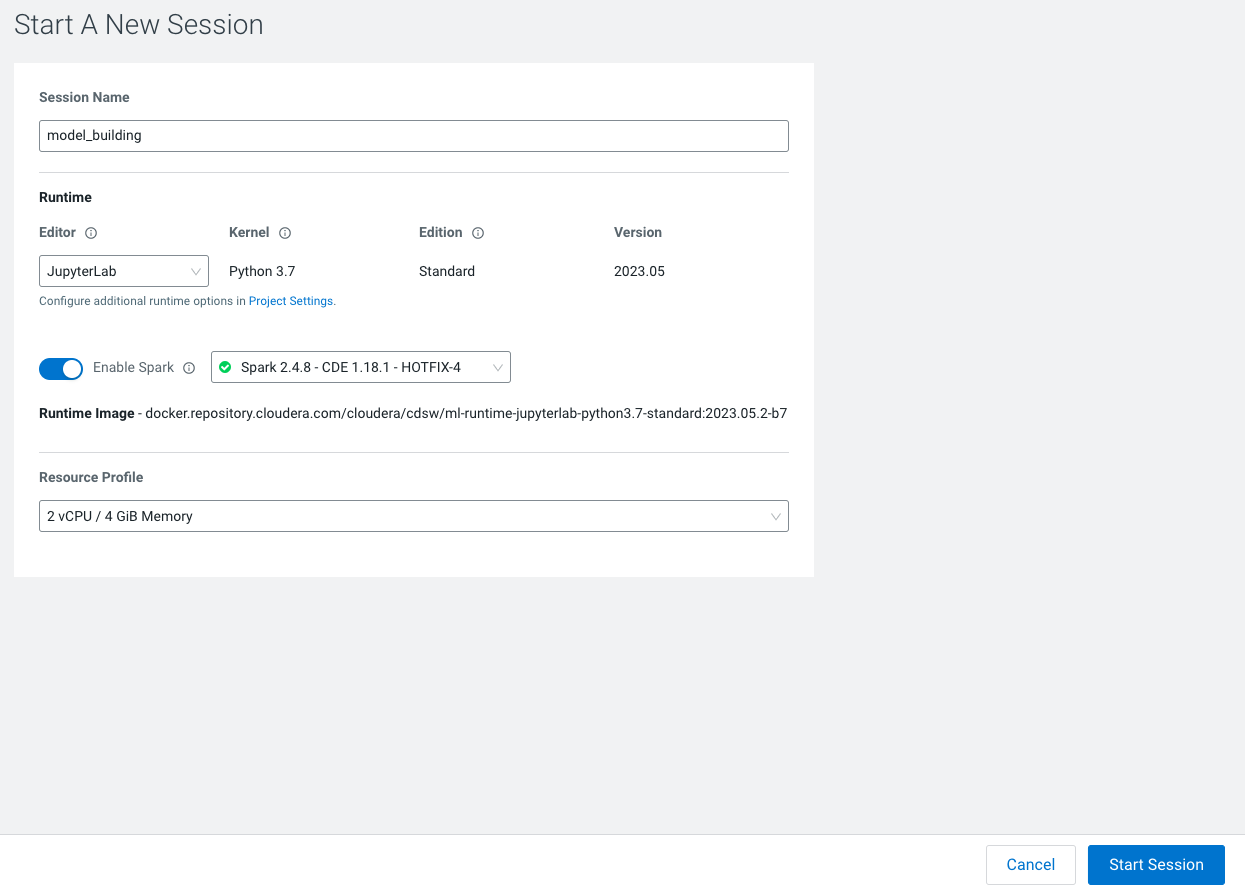 Start A New Session
Session Name
model_building
Runtime
Editor Kernel Edition Version
JupyterLab Python 3.7 Standard 2023.05
Configure additional runtime options in Project Settings.
Enable Spark Spark 2.4.8 - CDE 1.18.1 - HOTFIX-4
Runtime Image - docker.repository.cloudera.com/cloudera/cdsw/ml-runtime-jupyterlab-python3.7-standard:2023.05.2-b7
Resource Profile
2 vCPU / 4 GiB Memory
Cancel Start Session